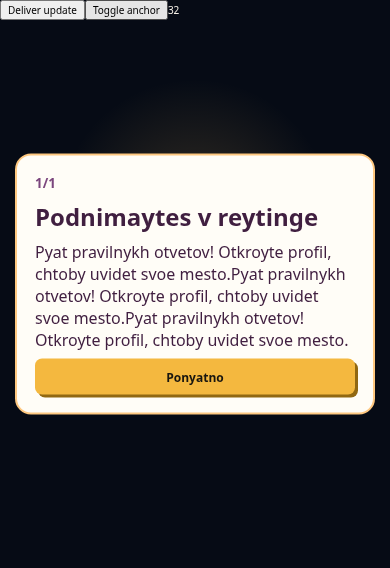 Deliver update Toggle anchor 32
1/1
Podnimaytes v reytinge
Pyat pravilnykh otvetov! Otkroyte profil,
chtoby uvidet svoe mesto.Pyat pravilnykh
otvetov! Otkroyte profil, chtoby uvidet
svoe mesto.Pyat pravilnykh otvetov!
Otkroyte profil, chtoby uvidet svoe mesto.
Ponyatno